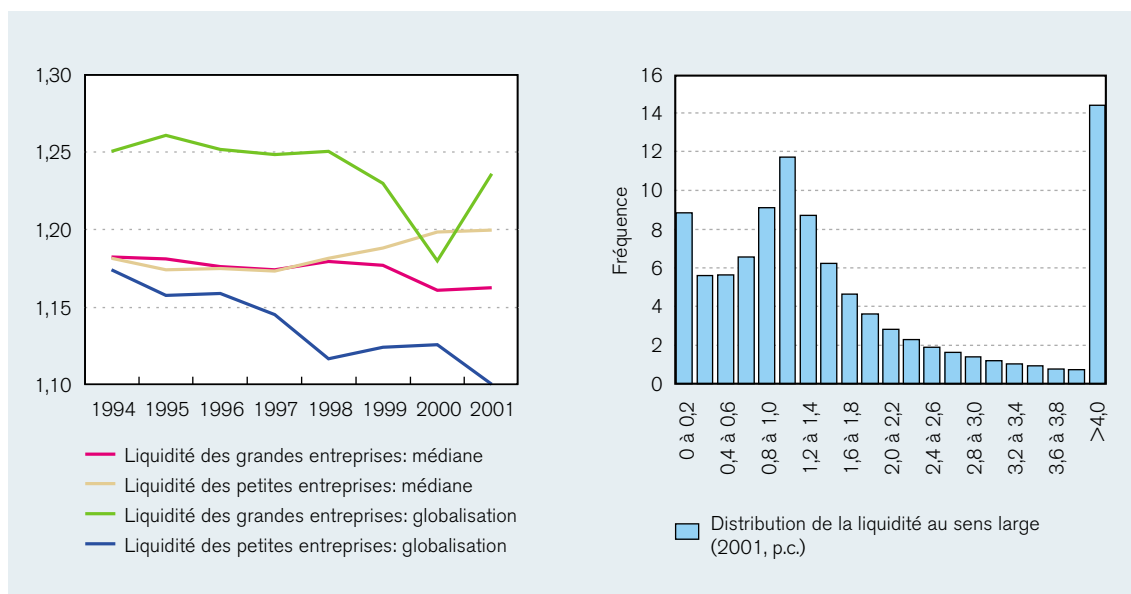 1,30
1,25
1,20
1,15
1,10
1994 1995 1996 1997 1998 1999 2000 2001
Liquidité des grandes entreprises: médiane
Liquidité des petites entreprises: médiane
Liquidité des grandes entreprises: globalisation
Liquidité des petites entreprises: globalisation
Fréquence
16
14
12
10
8
6
4
2
0
0 à 0,2
0,4 à 0,6
0,8 à 1,0
1,2 à 1,4
1,6 à 1,8
2,0 à 2,2
2,4 à 2,6
2,8 à 3,0
3,2 à 3,4
3,6 à 3,8
>4,0
Distribution de la liquidité au sens large
(2001, p.c.)